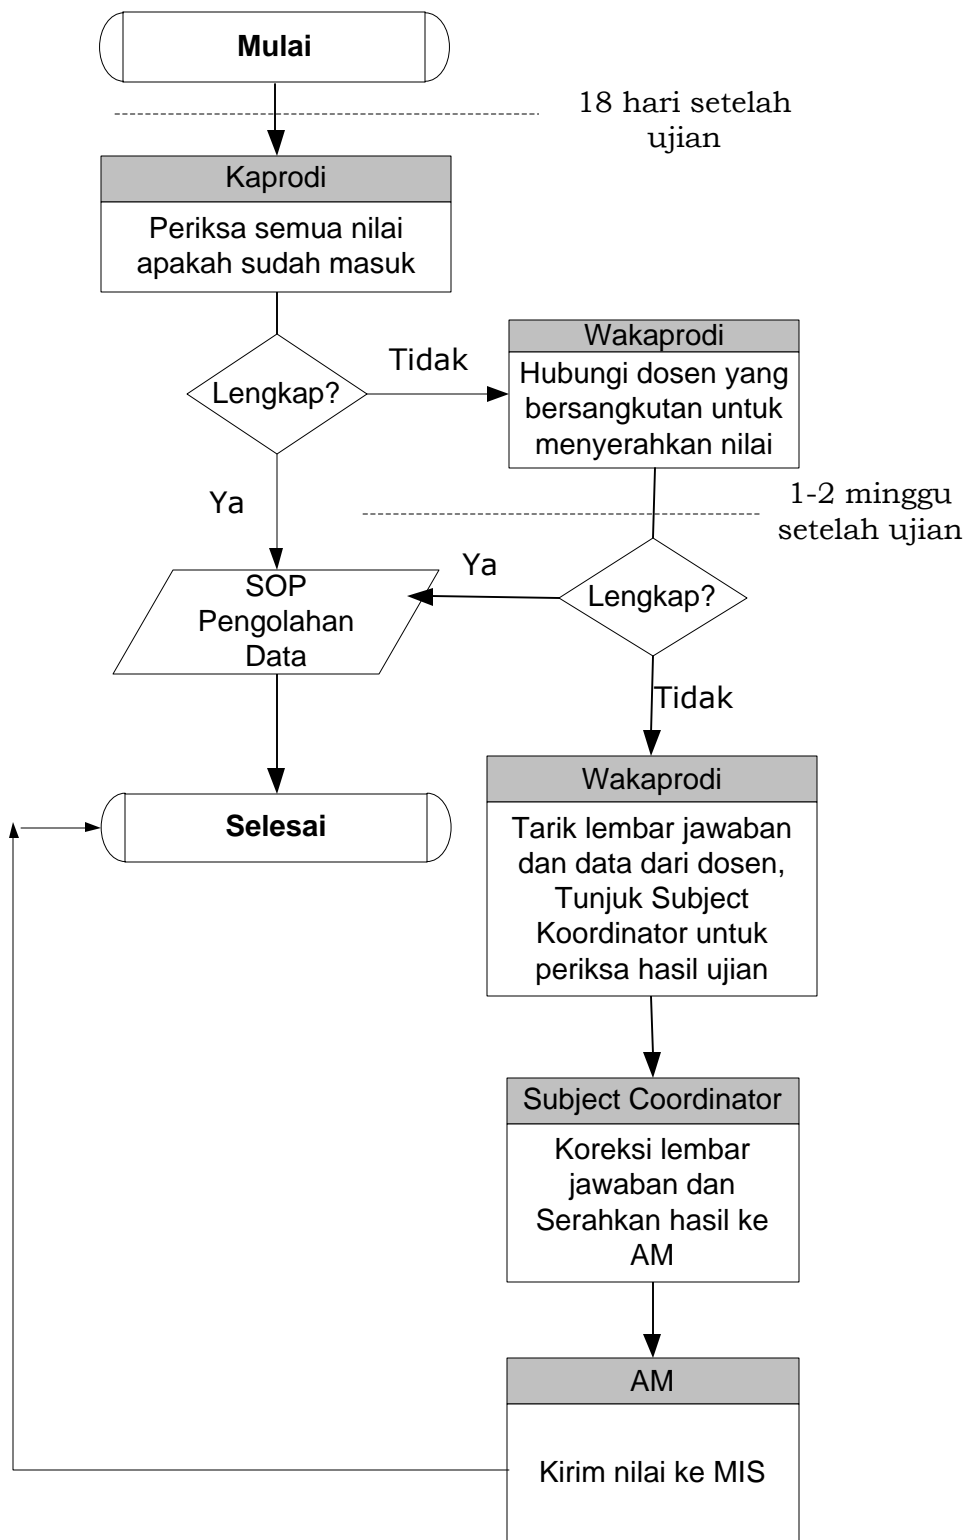 Mulai
18 hari setelah
ujian
Kaprodi
Periksa semua nilai
apakah sudah masuk
Lengkap?
Tidak
Wakaprodi
Hubungi dosen yang
bersangkutan untuk
menyerahkan nilai
Ya
1-2 minggu
setelah ujian
SOP
Pengolahan
Data
Ya
Lengkap?
Tidak
Selesai
Wakaprodi
Tarik lembar jawaban
dan data dari dosen,
Tunjuk Subject
Koordinator untuk
periksa hasil ujian
Subject Coordinator
Koreksi lembar
jawaban dan
Serahkan hasil ke
AM
AM
Kirim nilai ke MIS